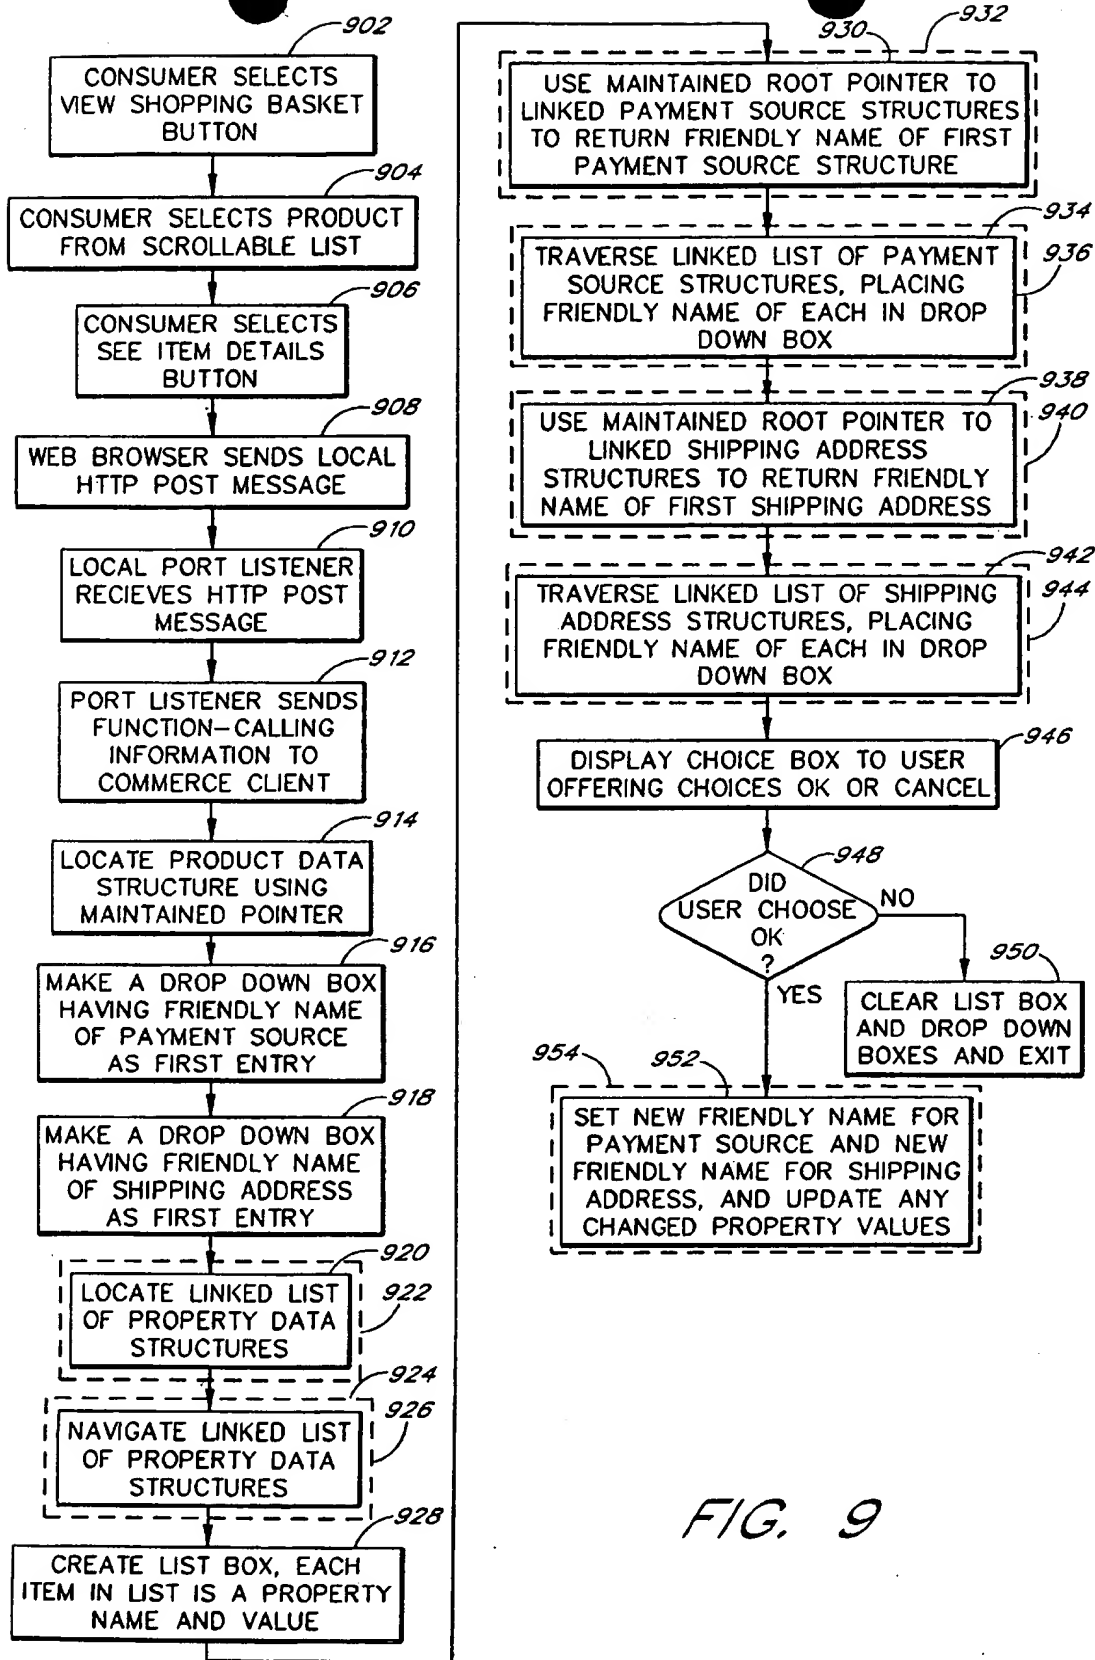 902
CONSUMER SELECTS
VIEW SHOPPING BASKET
BUTTON
904
CONSUMER SELECTS PRODUCT
FROM SCROLLABLE LIST
906
CONSUMER SELECTS
SEE ITEM DETAILS
BUTTON
908
WEB BROWSER SENDS LOCAL
HTTP POST MESSAGE
910
LOCAL PORT LISTENER
RECIEVES HTTP POST
MESSAGE
912
PORT LISTENER SENDS
FUNCTION-CALLING
INFORMATION TO
COMMERCE CLIENT
914
LOCATE PRODUCT DATA
STRUCTURE USING
MAINTAINED POINTER
916
MAKE A DROP DOWN BOX
HAVING FRIENDLY NAME
OF PAYMENT SOURCE
AS FIRST ENTRY
918
MAKE A DROP DOWN BOX
HAVING FRIENDLY NAME
OF SHIPPING ADDRESS
AS FIRST ENTRY
920
LOCATE LINKED LIST
OF PROPERTY DATA
STRUCTURES
922
924
NAVIGATE LINKED LIST
OF PROPERTY DATA
STRUCTURES
926
928
CREATE LIST BOX, EACH
ITEM IN LIST IS A PROPERTY
NAME AND VALUE
930
932
USE MAINTAINED ROOT POINTER TO
LINKED PAYMENT SOURCE STRUCTURES
TO RETURN FRIENDLY NAME OF FIRST
PAYMENT SOURCE STRUCTURE
934
936
TRAVERSE LINKED LIST OF PAYMENT
SOURCE STRUCTURES, PLACING
FRIENDLY NAME OF EACH IN DROP
DOWN BOX
938
940
USE MAINTAINED ROOT POINTER TO
LINKED SHIPPING ADDRESS
STRUCTURES TO RETURN FRIENDLY
NAME OF FIRST SHIPPING ADDRESS
942
944
TRAVERSE LINKED LIST OF SHIPPING
ADDRESS STRUCTURES, PLACING
FRIENDLY NAME OF EACH IN DROP
DOWN BOX
946
DISPLAY CHOICE BOX TO USER
OFFERING CHOICES OK OR CANCEL
948
DID
USER CHOOSE
OK
?
NO
YES
950
CLEAR LIST BOX
AND DROP DOWN
BOXES AND EXIT
954
952
SET NEW FRIENDLY NAME FOR
PAYMENT SOURCE AND NEW
FRIENDLY NAME FOR SHIPPING
ADDRESS, AND UPDATE ANY
CHANGED PROPERTY VALUES
FIG. 9